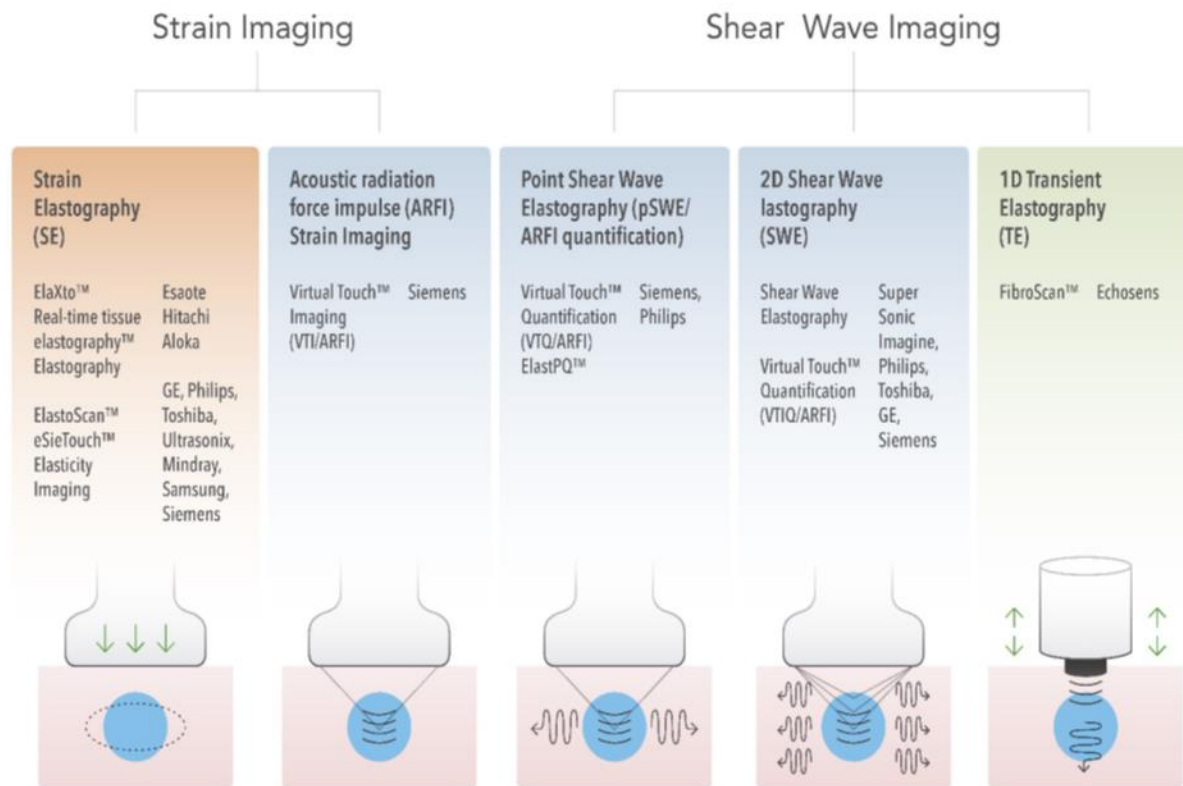 Strain Imaging
Shear Wave Imaging
Strain
Elastography
(SE)
ElaXto™
Real-time tissue
elastography™
Elastography
ElastoScan™
eSieTouch™
Elasticity
Imaging
Esaote
Hitachi
Aloka
GE, Philips,
Toshiba,
Ultrasonix,
Mindray,
Samsung,
Siemens
Acoustic radiation
force impulse (ARFI)
Strain Imaging
Virtual Touch™
Imaging
(VTI/ARFI)
Siemens
Point Shear Wave
Elastography (pSWE/
ARFI quantification)
Virtual Touch™
Quantification
(VTQ/ARFI)
ElastPQ™
Siemens,
Philips
2D Shear Wave
lastography
(SWE)
Shear Wave
Elastography
Virtual Touch™
Quantification
(VTIQ/ARFI)
Super
Sonic
Imagine,
Philips,
Toshiba,
GE,
Siemens
1D Transient
Elastography
(TE)
FibroScan™
Echosens